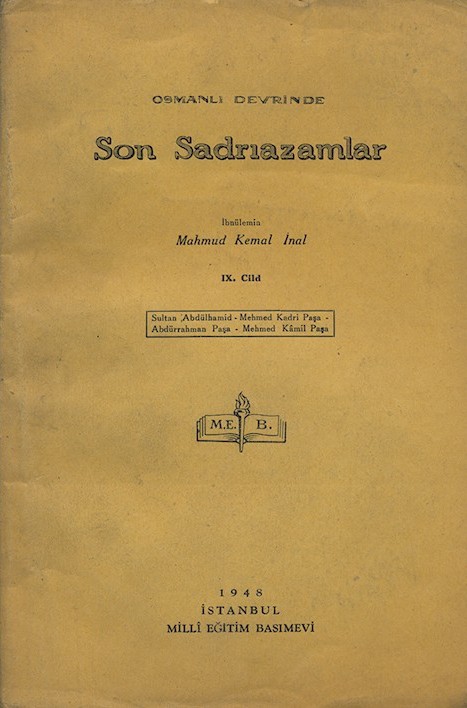 OSMANLI DEVRİNDE
Son Sadrıazamlar
İbnülemin
Mahmud Kemal İnal
IX. Cild
Sultan Abdülhamid - Mehmed Kadri Paşa -
Abdürrahman Paşa - Mehmed Kâmil Paşa
M.E. B.
1948
İSTANBUL
MİLLÎ EĞİTİM BASIMEVİ